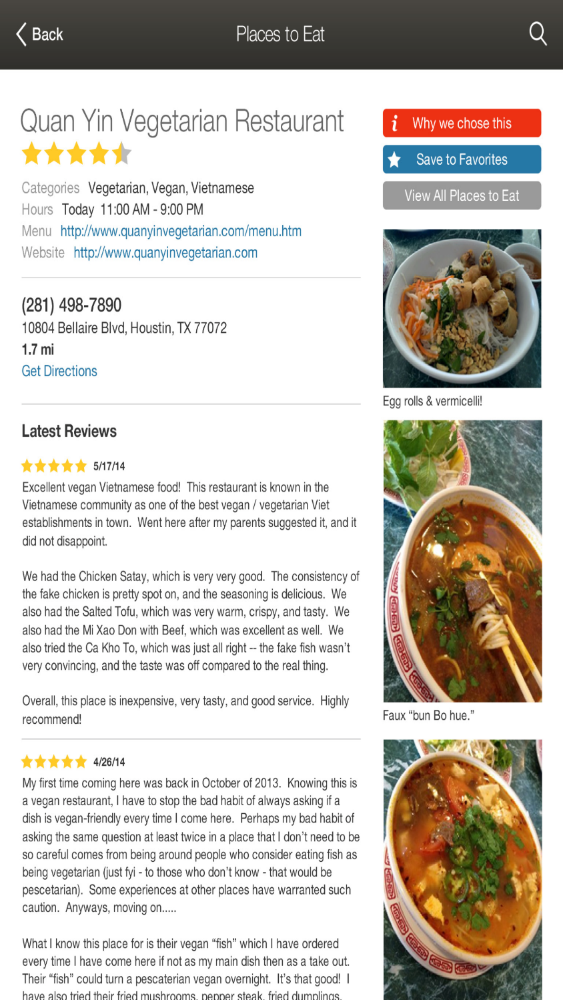 Back
Places to Eat
Quan Yin Vegetarian Restaurant
Categories Vegetarian, Vegan, Vietnamese
Hours Today 11:00 AM - 9:00 PM
Menu http://www.quanyinvegetarian.com/menu.htm
Website http://www.quanyinvegetarian.com
(281) 498-7890
10804 Bellaire Blvd, Houstin, TX 77072
1.7 mi
Get Directions
Latest Reviews
5/17/14
Excellent vegan Vietnamese food! This restaurant is known in the
Vietnamese community as one of the best vegan / vegetarian Viet
establishments in town. Went here after my parents suggested it, and it
did not disappoint.
We had the Chicken Satay, which is very very good. The consistency of
the fake chicken is pretty spot on, and the seasoning is delicious. We
also had the Salted Tofu, which was very warm, crispy, and tasty. We
also had the Mi Xao Don with Beef, which was excellent as well. We
also tried the Ca Kho To, which was just all right -- the fake fish wasn't
very convincing, and the taste was off compared to the real thing.
Overall, this place is inexpensive, very tasty, and good service. Highly
recommend!
4/26/14
My first time coming here was back in October of 2013. Knowing this is
a vegan restaurant, I have to stop the bad habit of always asking if a
dish is vegan-friendly every time I come here. Perhaps my bad habit of
asking the same question at least twice in a place that I don't need to be
so careful comes from being around people who consider eating fish as
being vegetarian (just fyi - to those who don't know - that would be
pescetarian). Some experiences at other places have warranted such
caution. Anyways, moving on.....
What I know this place for is their vegan “fish” which I have ordered
every time I have come here if not as my main dish then as a take out.
Their “fish” could turn a pescaterian vegan overnight. It's that good! I
have also tried their fried mushrooms, pepper steak, fried dumplings,
i Why we chose this
Save to Favorites
View All Places to Eat
Egg rolls & vermicelli!
Faux “bun Bo hue.”